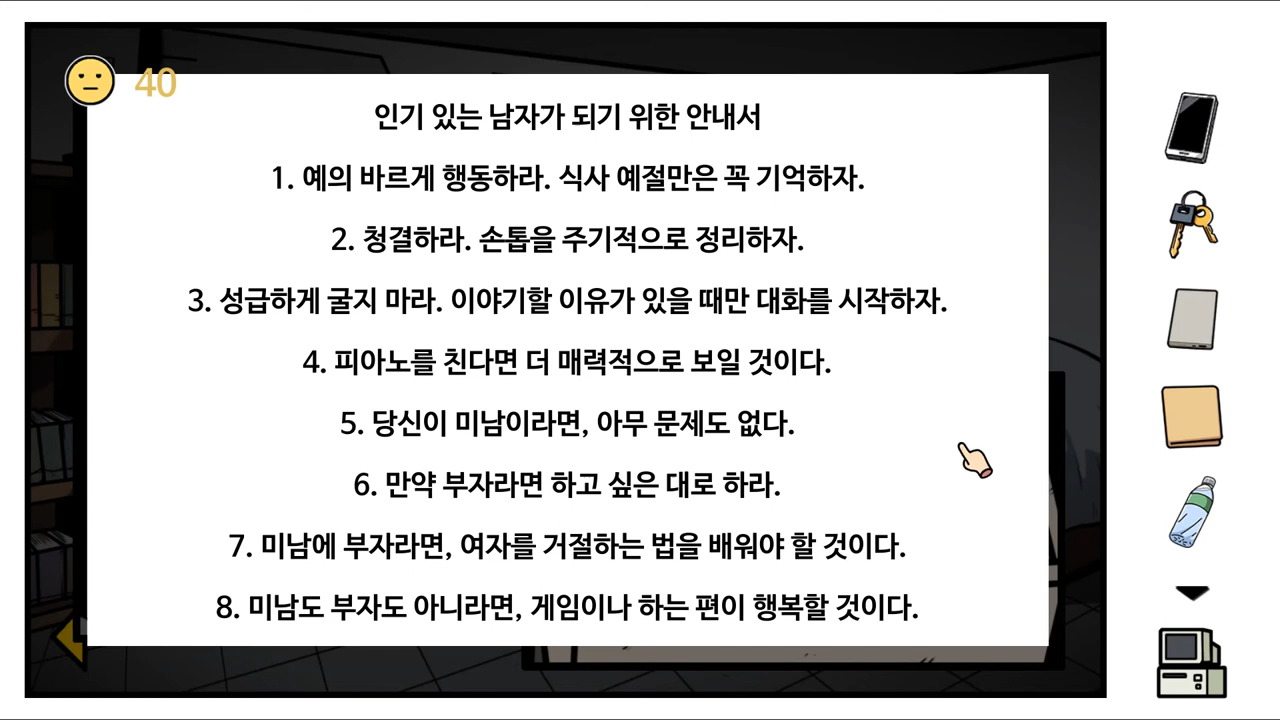 40
인기 있는 남자가 되기 위한 안내서
1. 예의 바르게 행동하라. 식사 예절만은 꼭 기억하자.
2. 청결하라. 손톱을 주기적으로 정리하자.
3. 성급하게 굴지 마라. 이야기할 이유가 있을 때만 대화를 시작하자.
4. 피아노를 친다면 더 매력적으로 보일 것이다.
5. 당신이 미남이라면, 아무 문제도 없다.
6. 만약 부자라면 하고 싶은 대로 하라.
7. 미남에 부자라면, 여자를 거절하는 법을 배워야 할 것이다.
8. 미남도 부자도 아니라면, 게임이나 하는 편이 행복할 것이다.